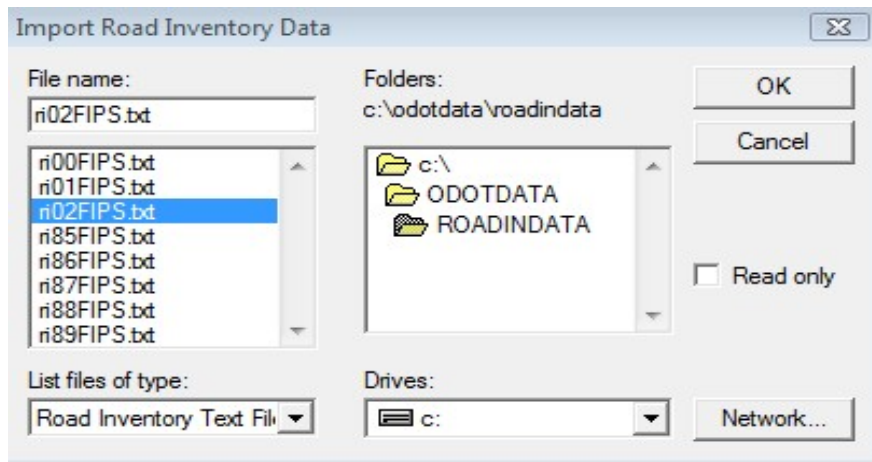 Import Road Inventory Data
File name:
ri02FIPS.txt
ri00FIPS.txt
ri01FIPS.txt
ri02FIPS.txt
ri85FIPS.txt
ri86FIPS.txt
ri87FIPS.txt
ri88FIPS.txt
ri89FIPS.txt
List files of type:
Road Inventory Text Fil
Folders:
c:\odotdata\roadindata
c:\
ODOTDATA
ROADINDATA
Drives:
c:
OK
Cancel
Read only
Network...